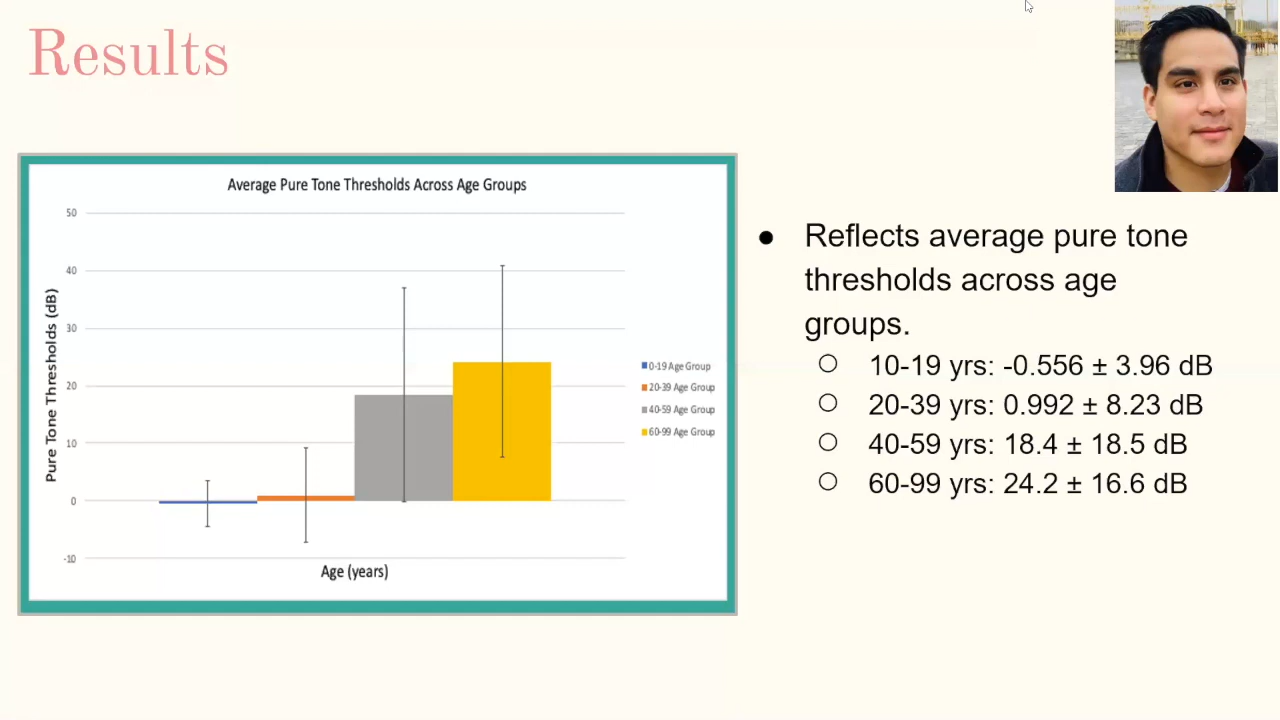 Results
Average Pure Tone Thresholds Across Age Groups
50
40
30
20
10
0
-10
Pure Tone Thresholds (dB)
Age (years)
0-19 Age Group
20-39 Age Group
40-59 Age Group
60-99 Age Group
● Reflects average pure tone
thresholds across age
groups.
○ 10-19 yrs: -0.556 ± 3.96 dB
○ 20-39 yrs: 0.992 ± 8.23 dB
○ 40-59 yrs: 18.4 ± 18.5 dB
○ 60-99 yrs: 24.2 ± 16.6 dB